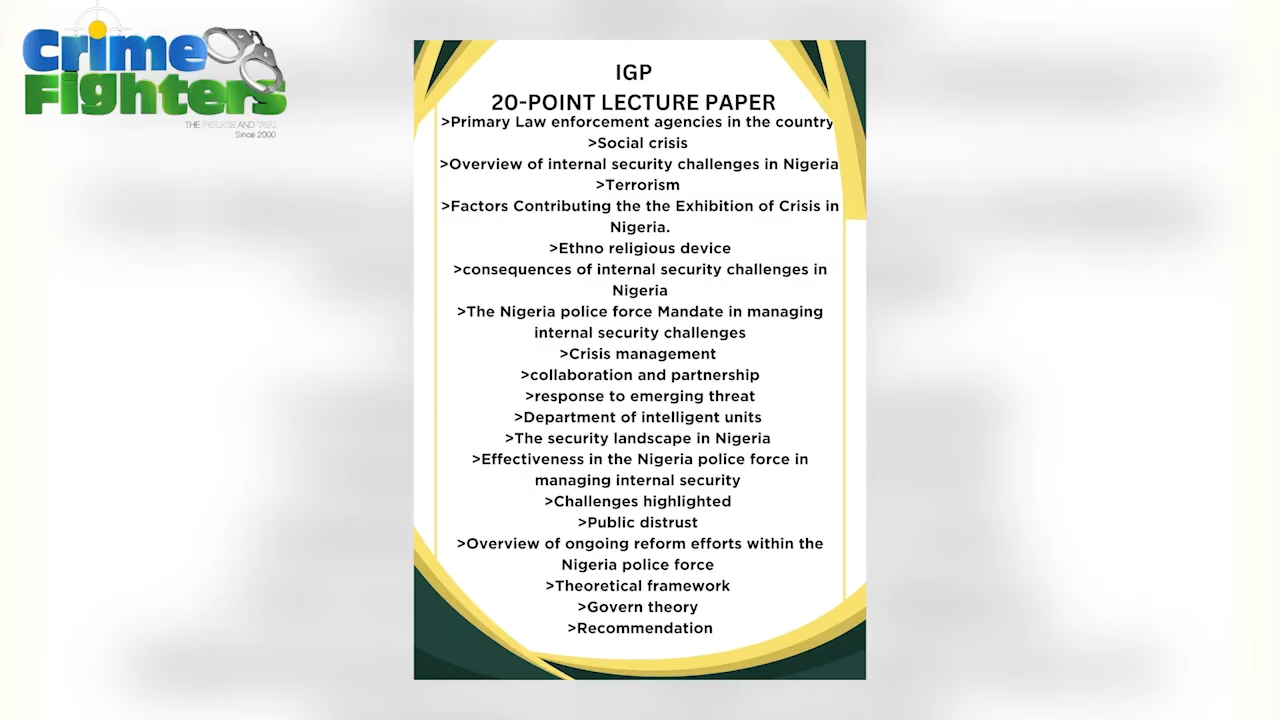 Crime
Fighters
THE POLICE AND YOU
Since 2000
IGP
20-POINT LECTURE PAPER
>Primary Law enforcement agencies in the country
>Social crisis
>Overview of internal security challenges in Nigeria
>Terrorism
>Factors Contributing the the Exhibition of Crisis in
Nigeria.
>Ethno religious device
>consequences of internal security challenges in
Nigeria
>The Nigeria police force Mandate in managing
internal security challenges
>Crisis management
>collaboration and partnership
>response to emerging threat
>Department of intelligent units
>The security landscape in Nigeria
>Effectiveness in the Nigeria police force in
managing internal security
>Challenges highlighted
>Public distrust
>Overview of ongoing reform efforts within the
Nigeria police force
>Theoretical framework
>Govern theory
>Recommendation